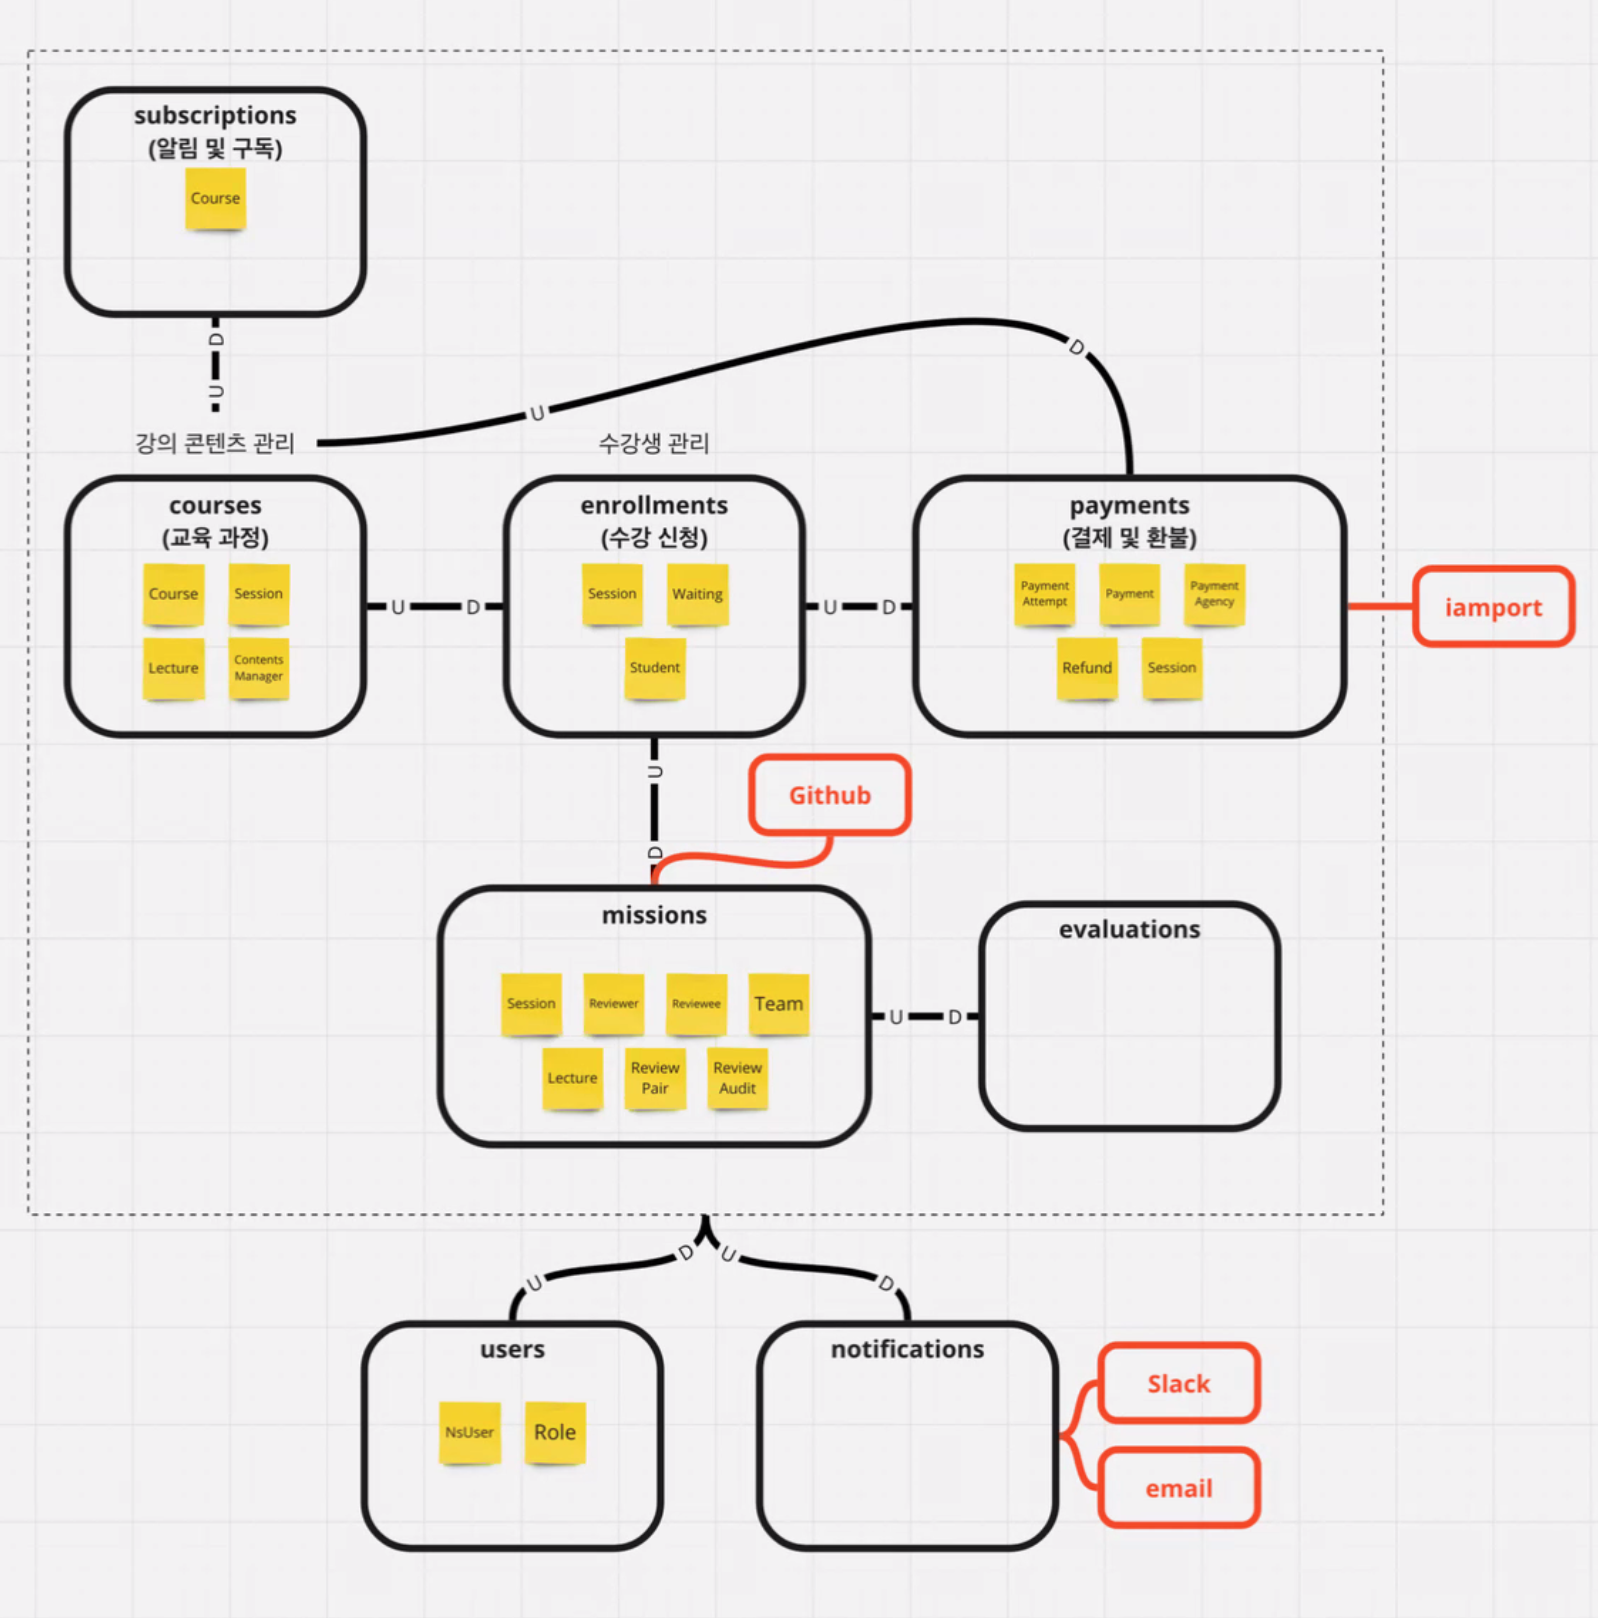 subscriptions
(알림 및 구독)
Course
D
U
강의 콘텐츠 관리
U
D
수강생 관리
courses
(교육 과정)
Course
Session
Lecture
Contents
Manager
U
D
enrollments
(수강 신청)
Session
Waiting
Student
U
D
payments
(결제 및 환불)
Payment
Attempt
Payment
Payment
Agency
Refund
Session
iamport
U
D
Github
missions
Session
Reviewer
Reviewee
Team
Lecture
Review
Pair
Review
Audit
U
D
evaluations
D
U
U
D
users
NsUser
Role
notifications
Slack
email